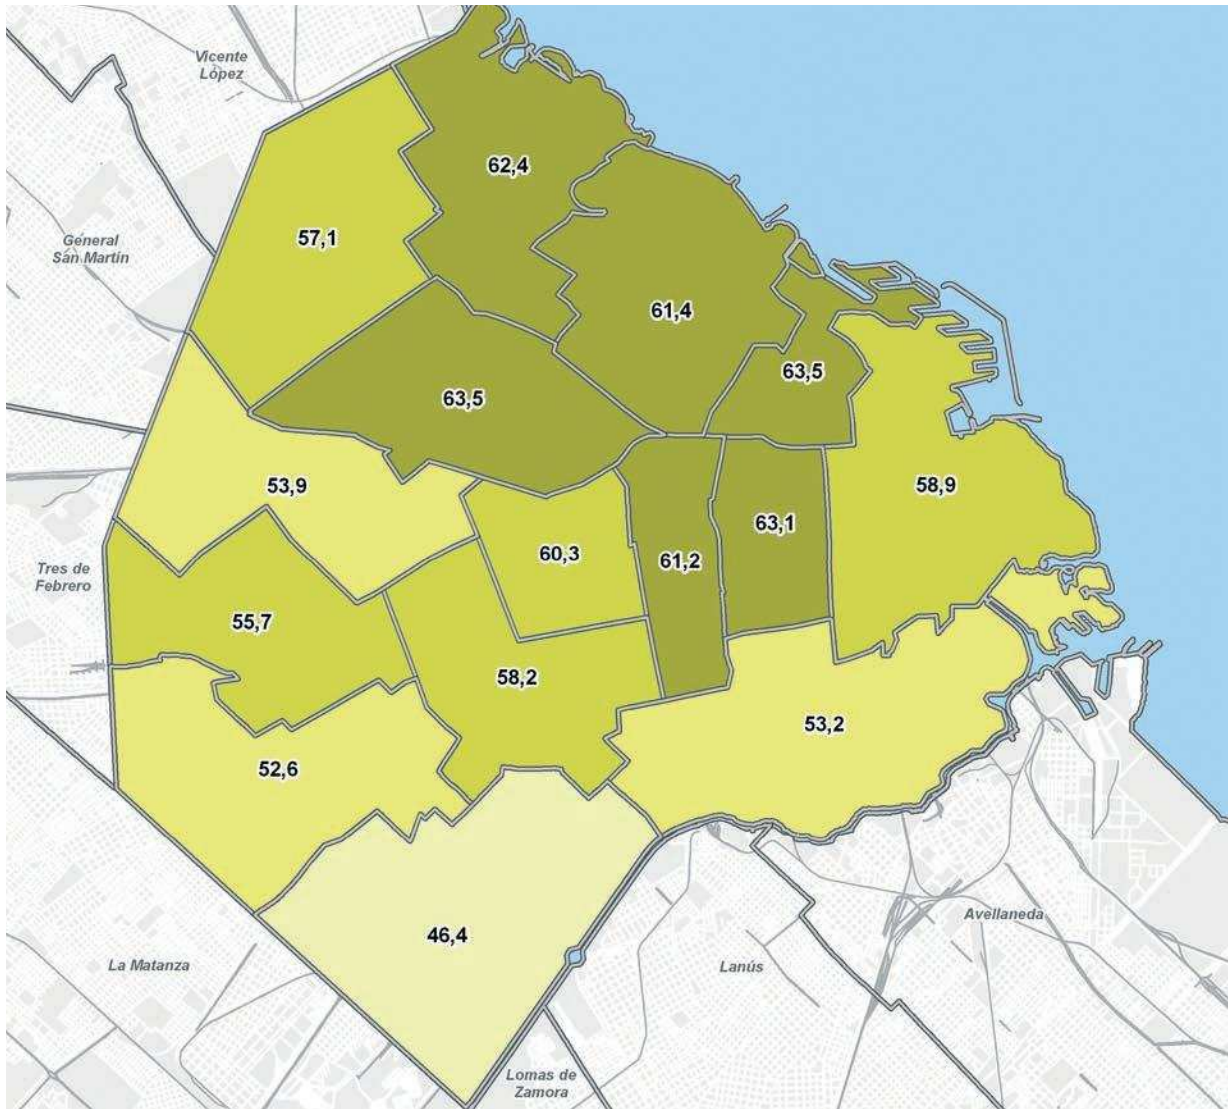 Vicente
López
62,4
57,1
General
San Martín
61,4
63,5
63,5
53,9
58,9
63,1
60,3
61,2
Tres de
Febrero
55,7
58,2
53,2
52,6
46,4
Avellaneda
La Matanza
Lanús
Lomas de
Zamora